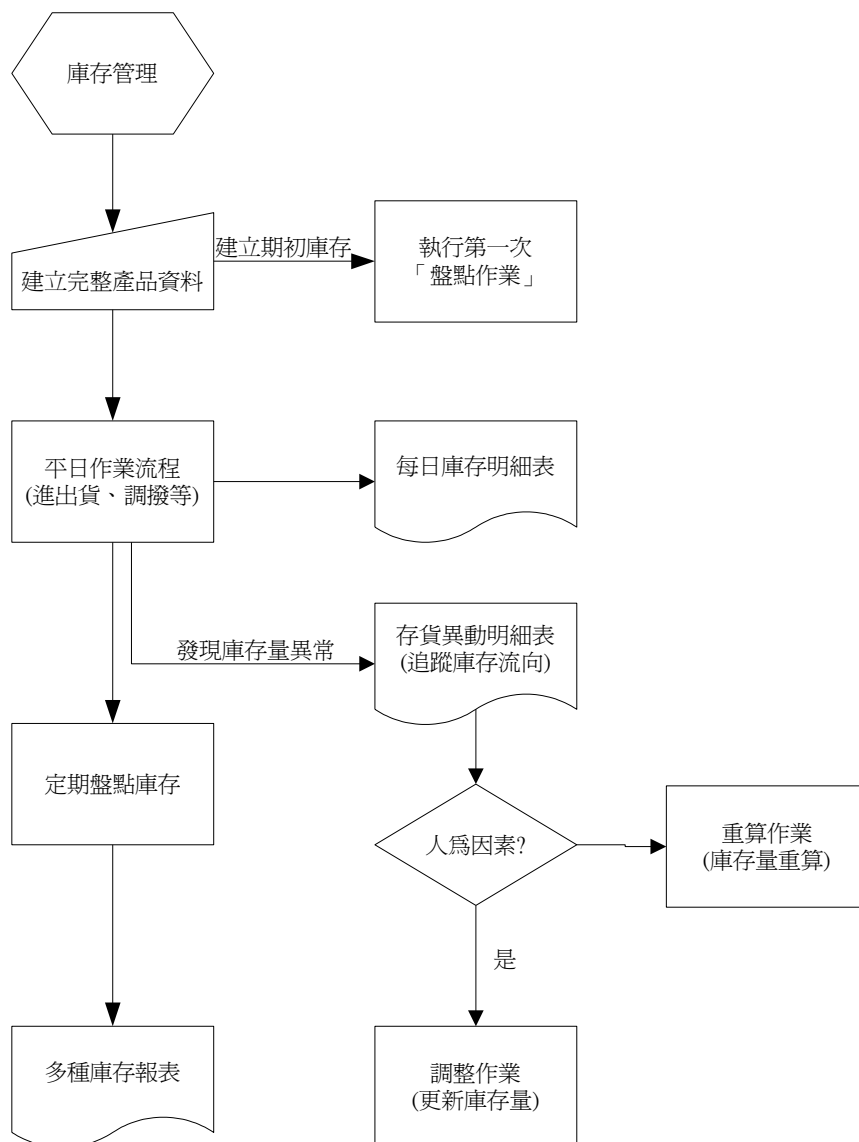 庫存管理
建立期初庫存
執行第一次
「盤點作業」
建立完整產品資料
平日作業流程
(進出貨、調撥等)
每日庫存明細表
發現庫存量異常
存貨異動明細表
(追蹤庫存流向)
定期盤點庫存
人爲因素?
重算作業
(庫存量重算)
是
多種庫存報表
調整作業
(更新庫存量)